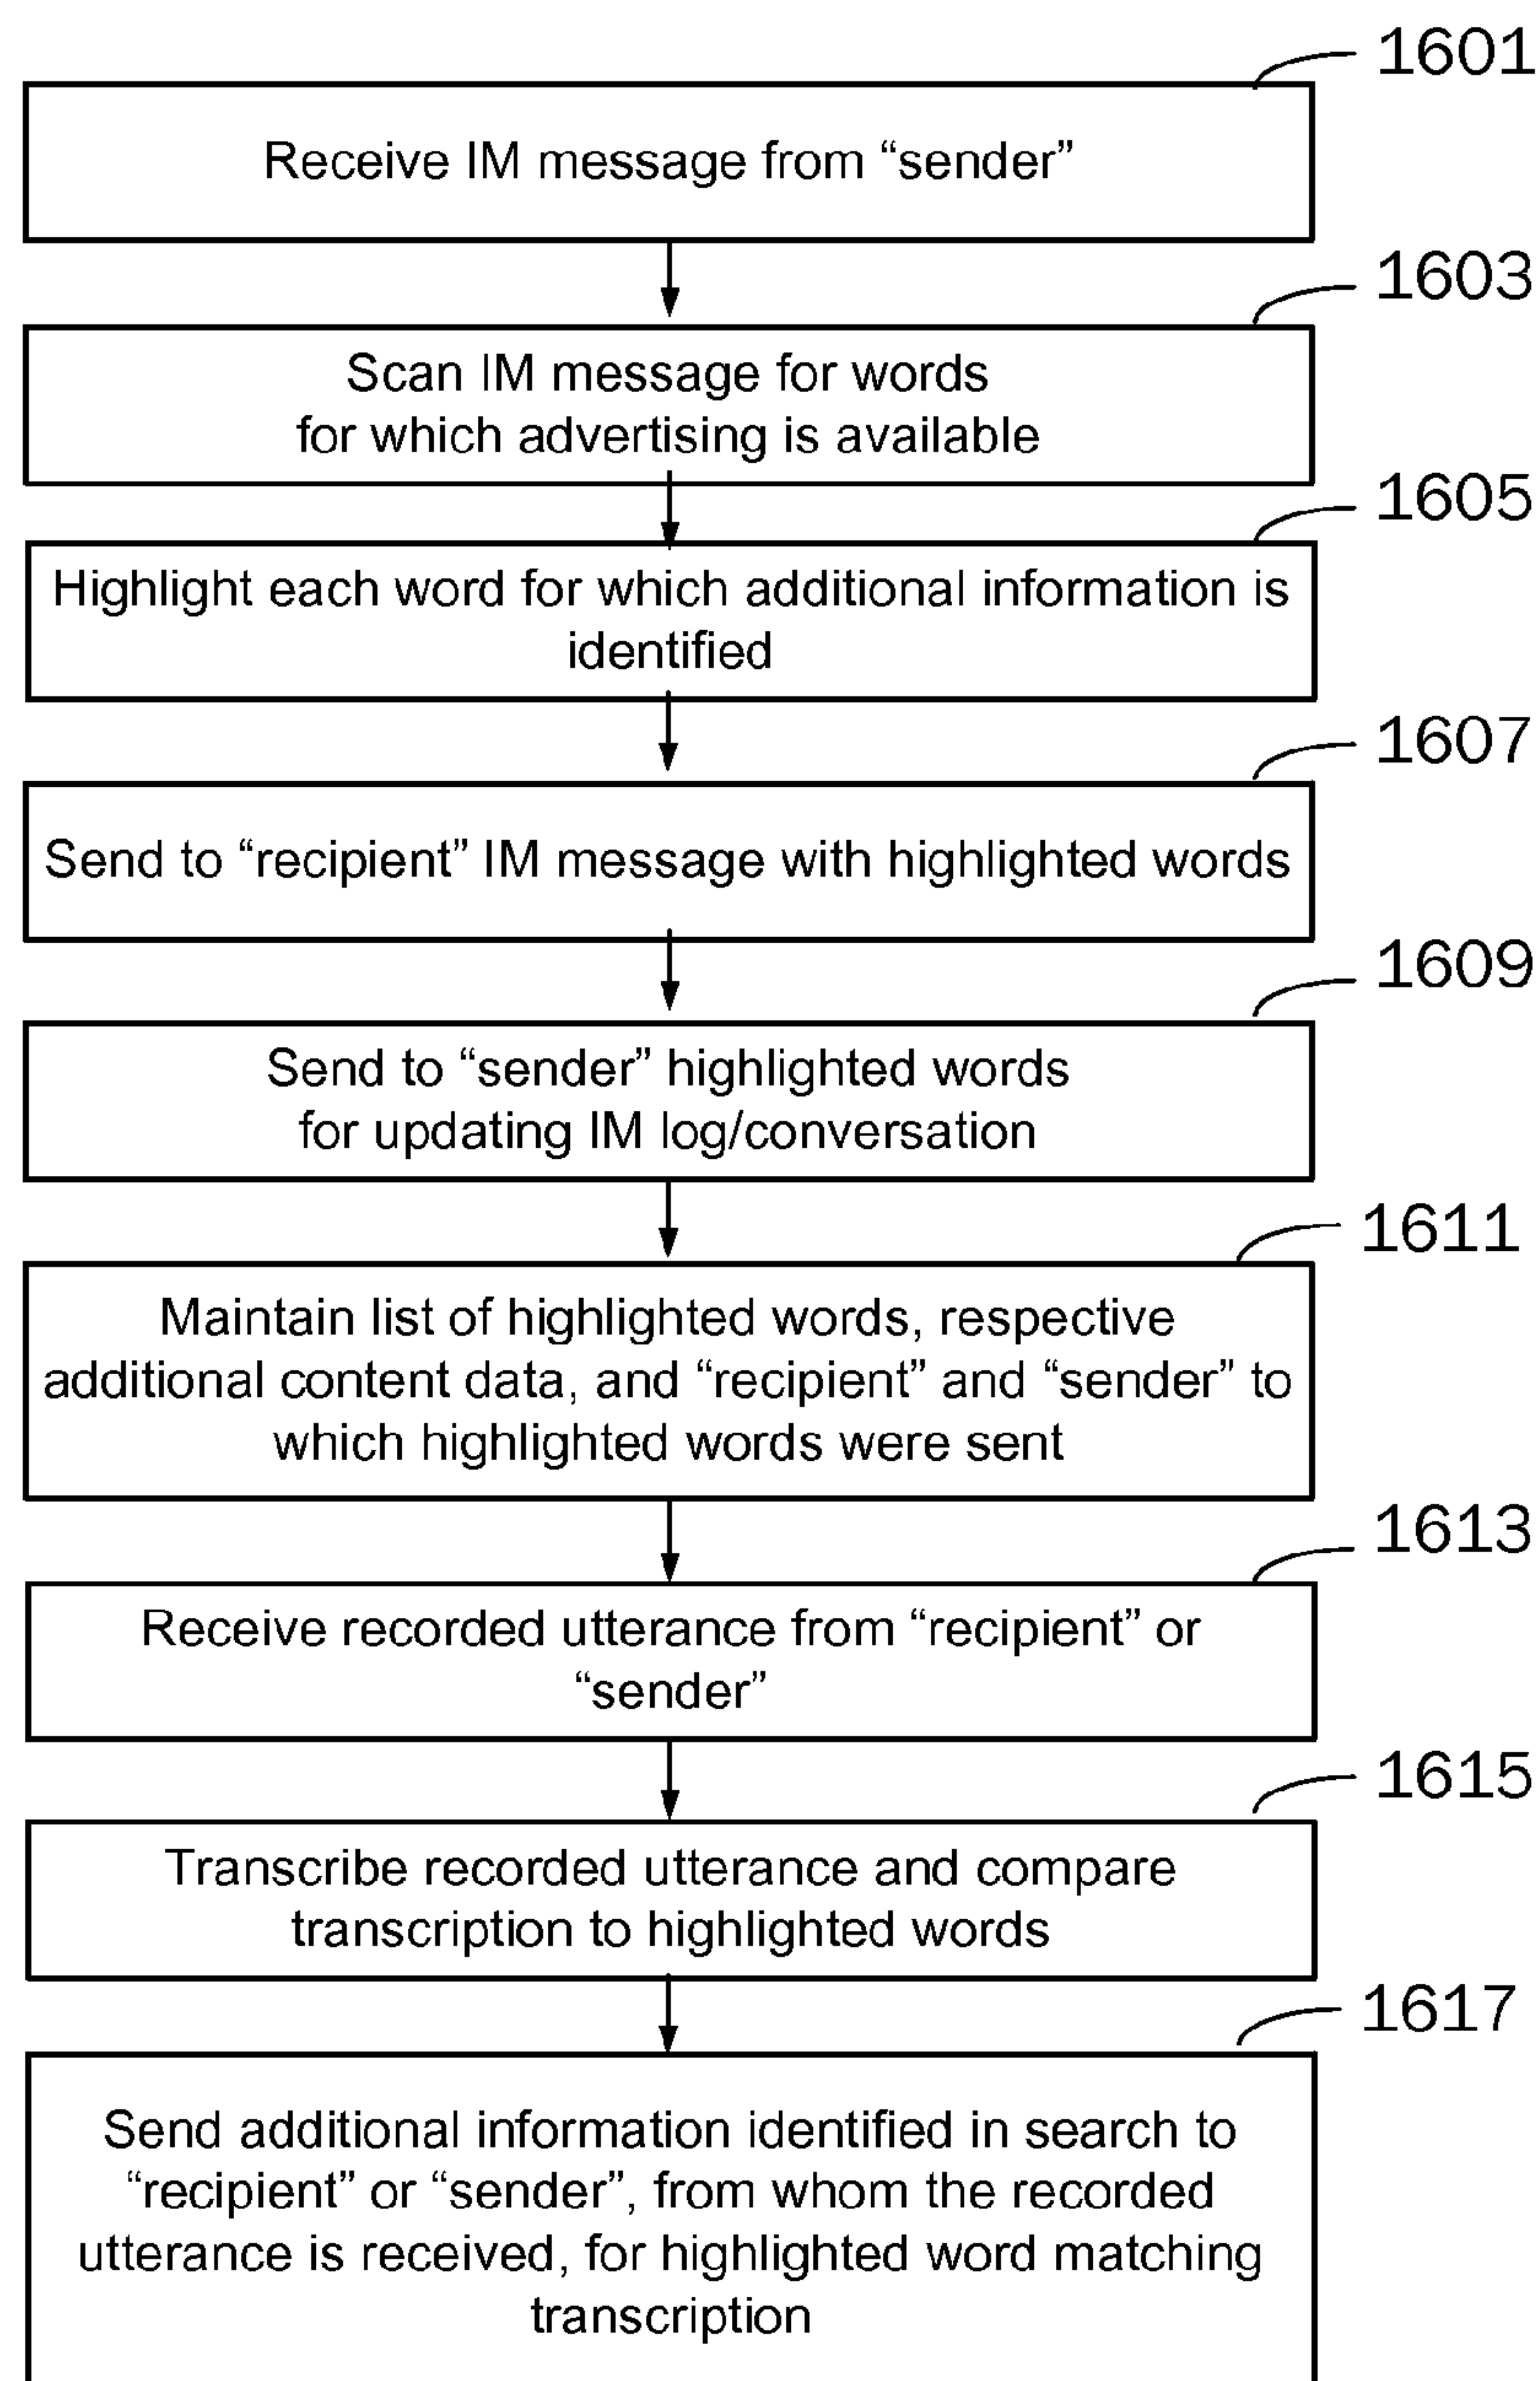 1601
Receive IM message from “sender”
1603
Scan IM message for words
for which advertising is available
1605
Highlight each word for which additional information is
identified
1607
Send to “recipient” IM message with highlighted words
1609
Send to “sender” highlighted words
for updating IM log/conversation
1611
Maintain list of highlighted words, respective
additional content data, and “recipient” and “sender” to
which highlighted words were sent
1613
Receive recorded utterance from “recipient” or
“sender”
1615
Transcribe recorded utterance and compare
transcription to highlighted words
1617
Send additional information identified in search to
“recipient” or “sender”, from whom the recorded
utterance is received, for highlighted word matching
transcription